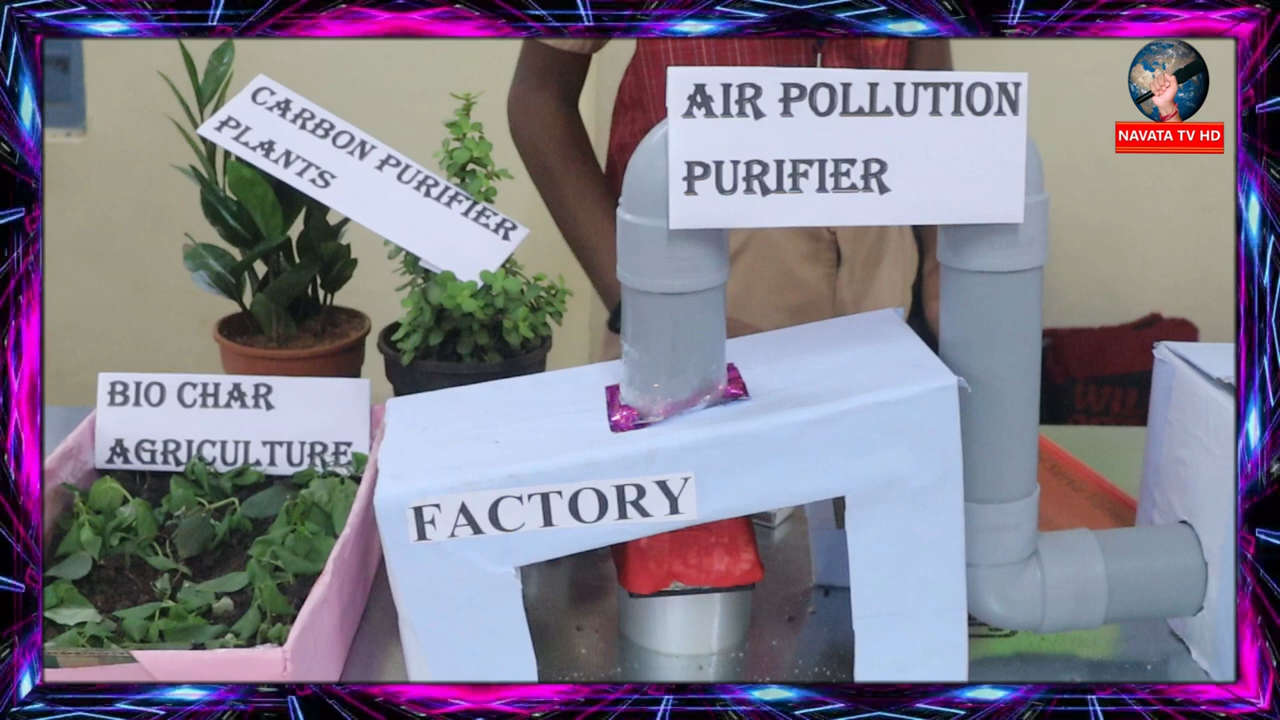 CARBON PURIFIER
PLANTS
AIR POLLUTION
PURIFIER
NAVATA TV HD
BIO CHAR
AGRICULTURE
FACTORY